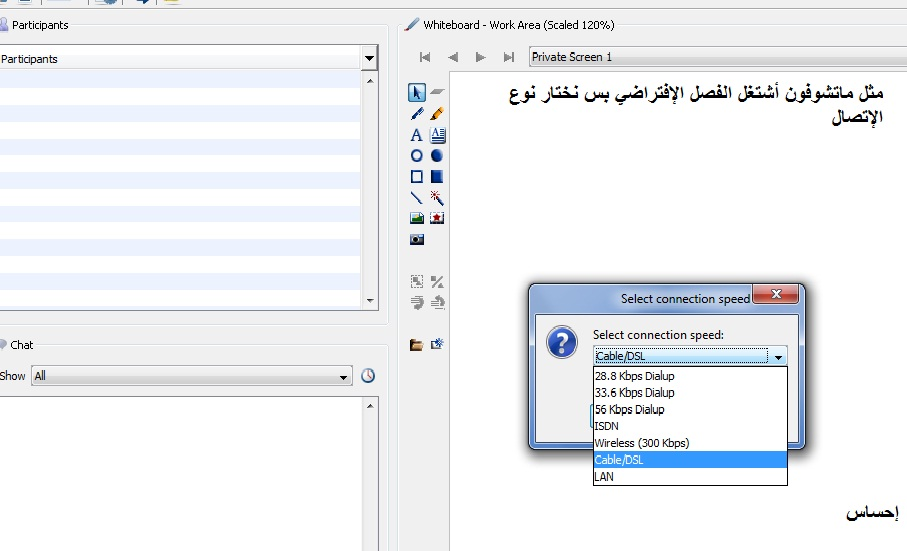 Participants
Whiteboard - Work Area (Scaled 120%)
Participants
Private Screen 1
مثل ماتشوفون أشتغل الفصل الإفتراضي بس نختار نوع
الإتصال
Select connection speed
Select connection speed:
Cable/DSL
28.8 Kbps Dialup
33.6 Kbps Dialup
56 Kbps Dialup
ISDN
Wireless (300 Kbps)
Cable/DSL
LAN
Chat
Show
All
إحساس